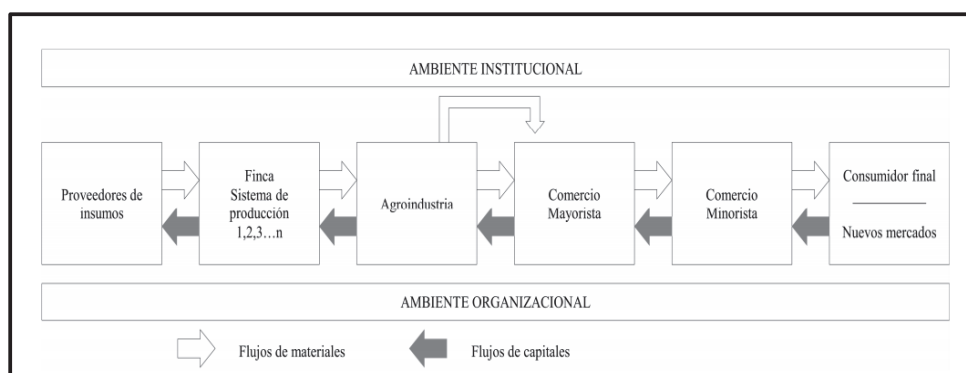 AMBIENTE INSTITUCIONAL
Proveedores de
insumos
Finca
Sistema de
producción
1,2,3…n
Agroindustria
Comercio
Mayorista
Comercio
Minorista
Consumidor final
Nuevos mercados
AMBIENTE ORGANIZACIONAL
Flujos de materiales
Flujos de capitales